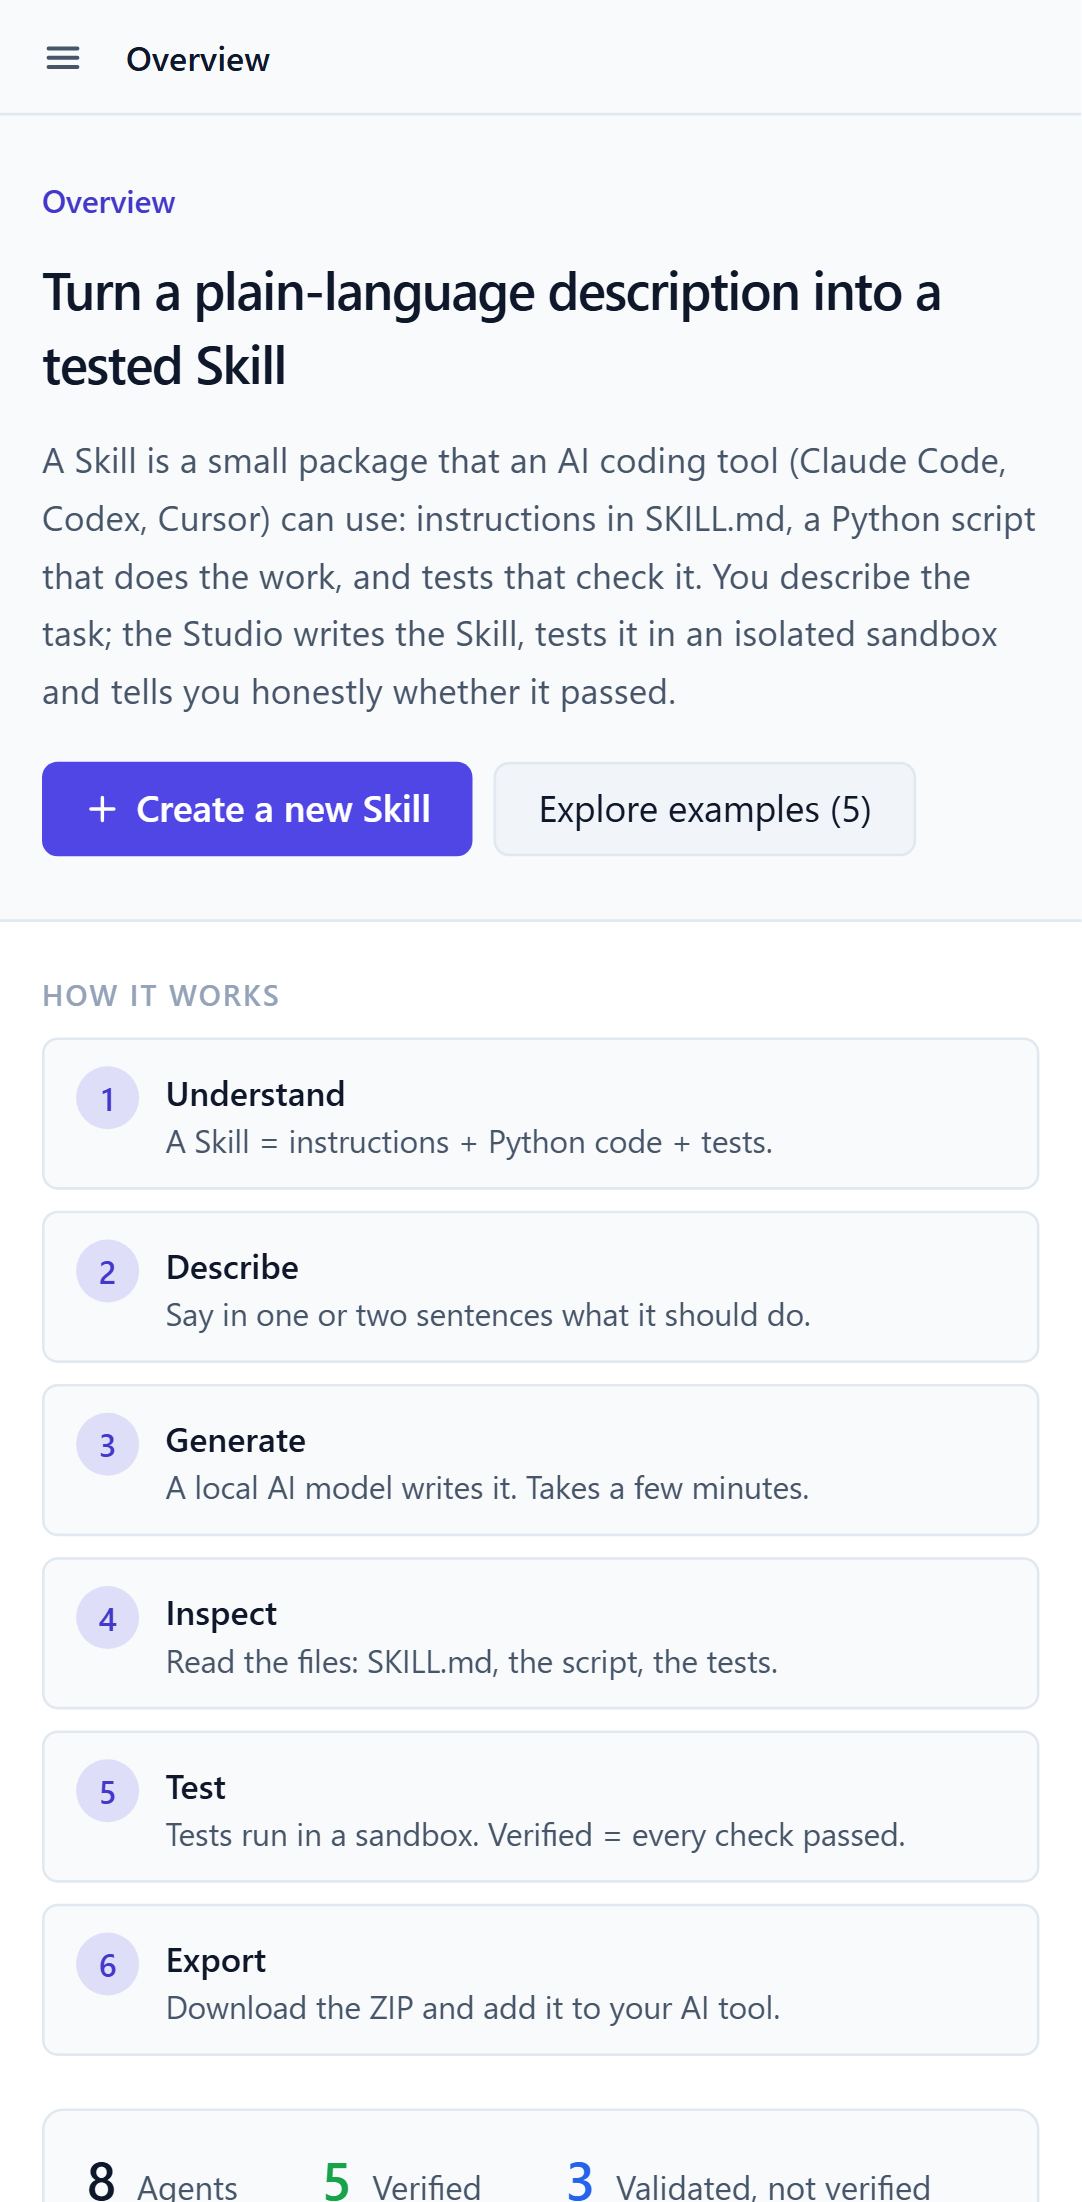 Overview
Overview
Turn a plain-language description into a
tested Skill
A Skill is a small package that an AI coding tool (Claude Code,
Codex, Cursor) can use: instructions in SKILL.md, a Python script
that does the work, and tests that check it. You describe the
task; the Studio writes the Skill, tests it in an isolated sandbox
and tells you honestly whether it passed.
+ Create a new Skill
Explore examples (5)
HOW IT WORKS
1
Understand
A Skill = instructions + Python code + tests.
2
Describe
Say in one or two sentences what it should do.
3
Generate
A local AI model writes it. Takes a few minutes.
4
Inspect
Read the files: SKILL.md, the script, the tests.
5
Test
Tests run in a sandbox. Verified = every check passed.
6
Export
Download the ZIP and add it to your AI tool.
8 Agents 5 Verified 3 Validated, not verified